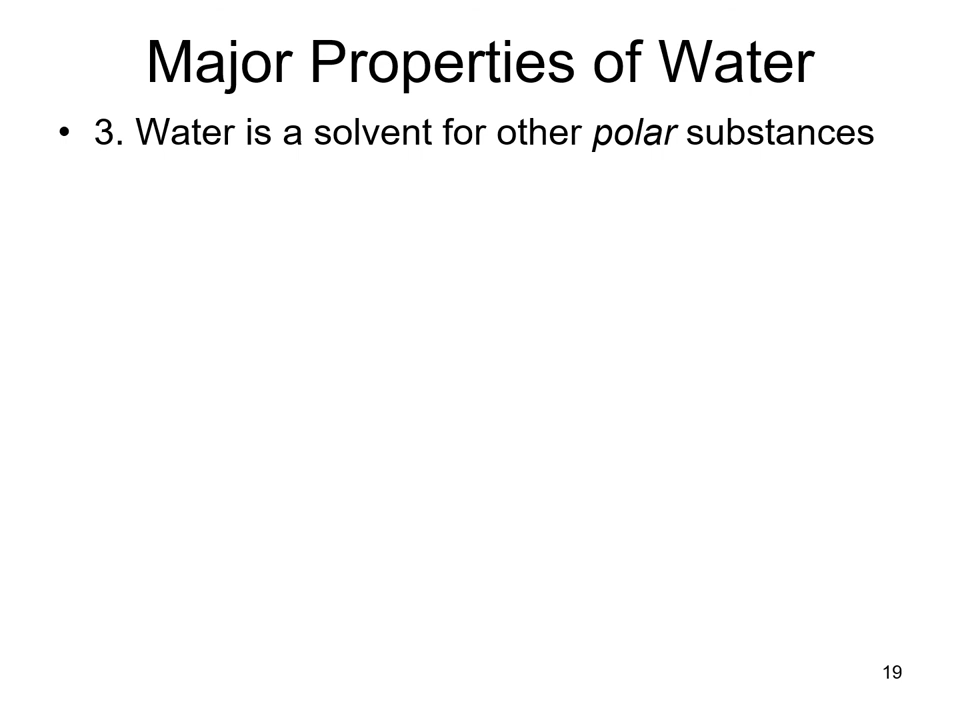 Major Properties of Water
• 3. Water is a solvent for other polar substances
19